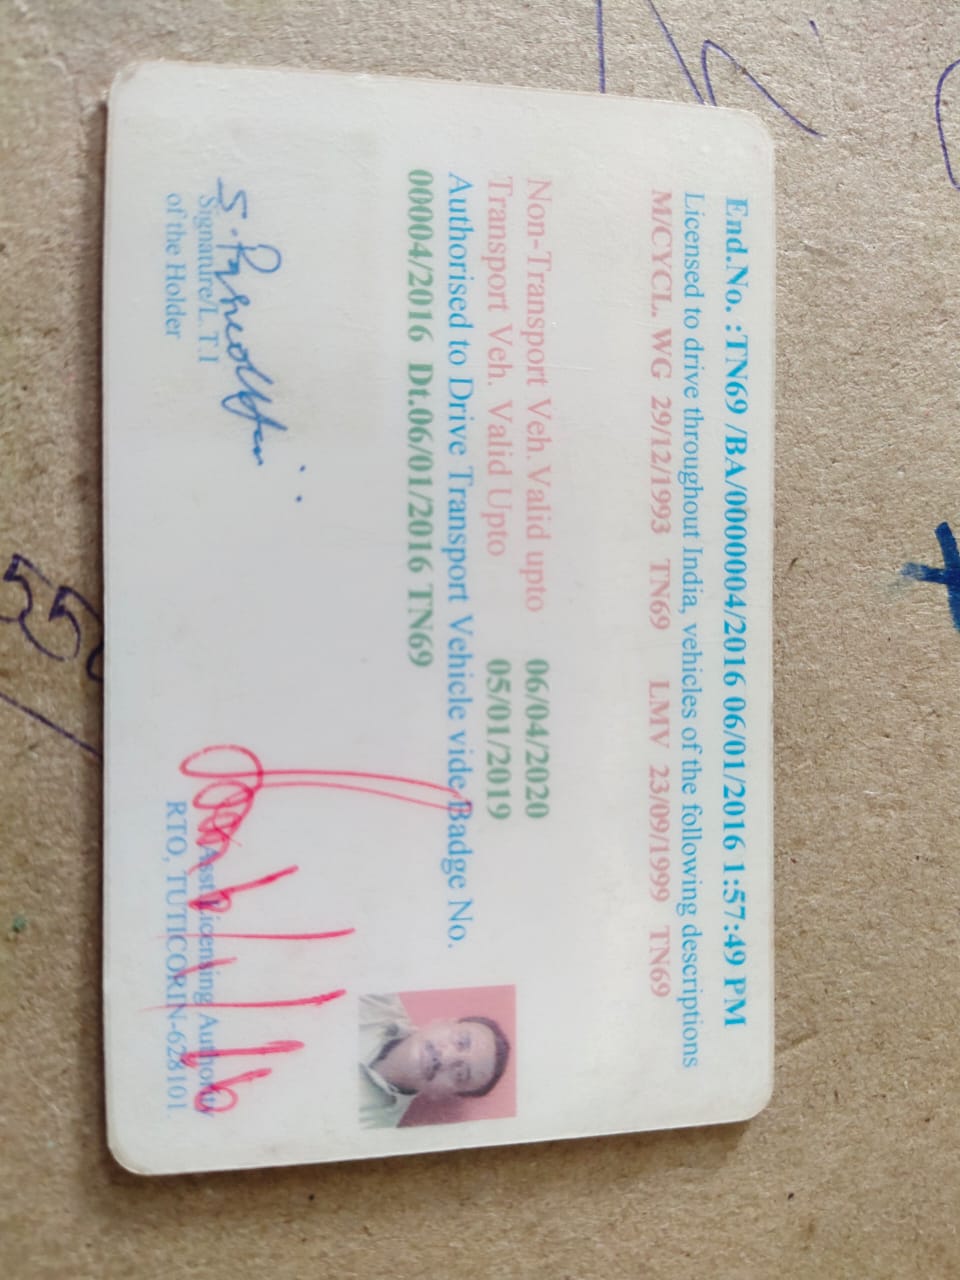 End.No. :TN69 /BA/0000004/2016 06/01/2016 1:57:49 PM
Licensed to drive throughout India, vehicles of the following descriptions
M/CYCL. WG 29/12/1993 TN69 LMV 23/09/1999 TN69
Non-Transport Veh.Valid upto 06/04/2020
Transport Veh. Valid Upto 05/01/2019
Authorised to Drive Transport Vehicle vide Badge No.
00004/2016 Dt.06/01/2016 TN69
Signature/L.T.I
of the Holder
Asst Licensing Authority
RTO, TUTICORIN-628101
55